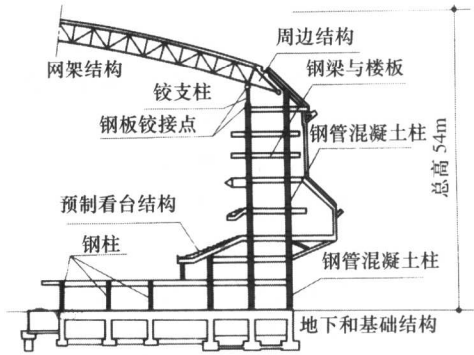 周边结构
网架结构
钢梁与楼板
铰支柱
钢板铰接点
钢管混凝土柱
总高 54m
预制看台结构
钢柱
钢管混凝土柱
地下和基础结构